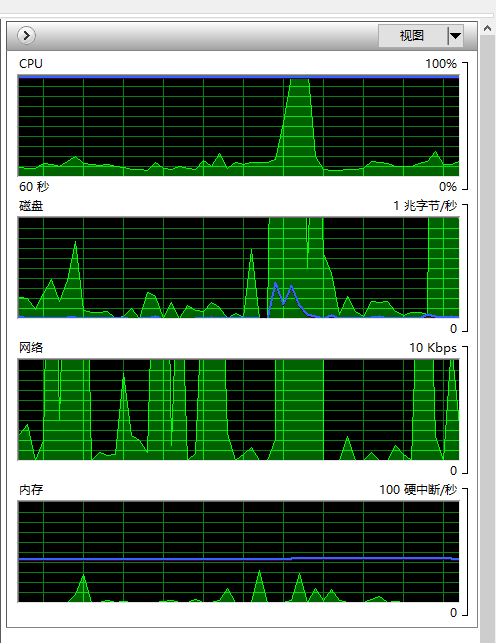 视图
CPU 100%
60 秒 0%
磁盘 1 兆字节/秒
0
网络 10 Kbps
0
内存 100 硬中断/秒
0